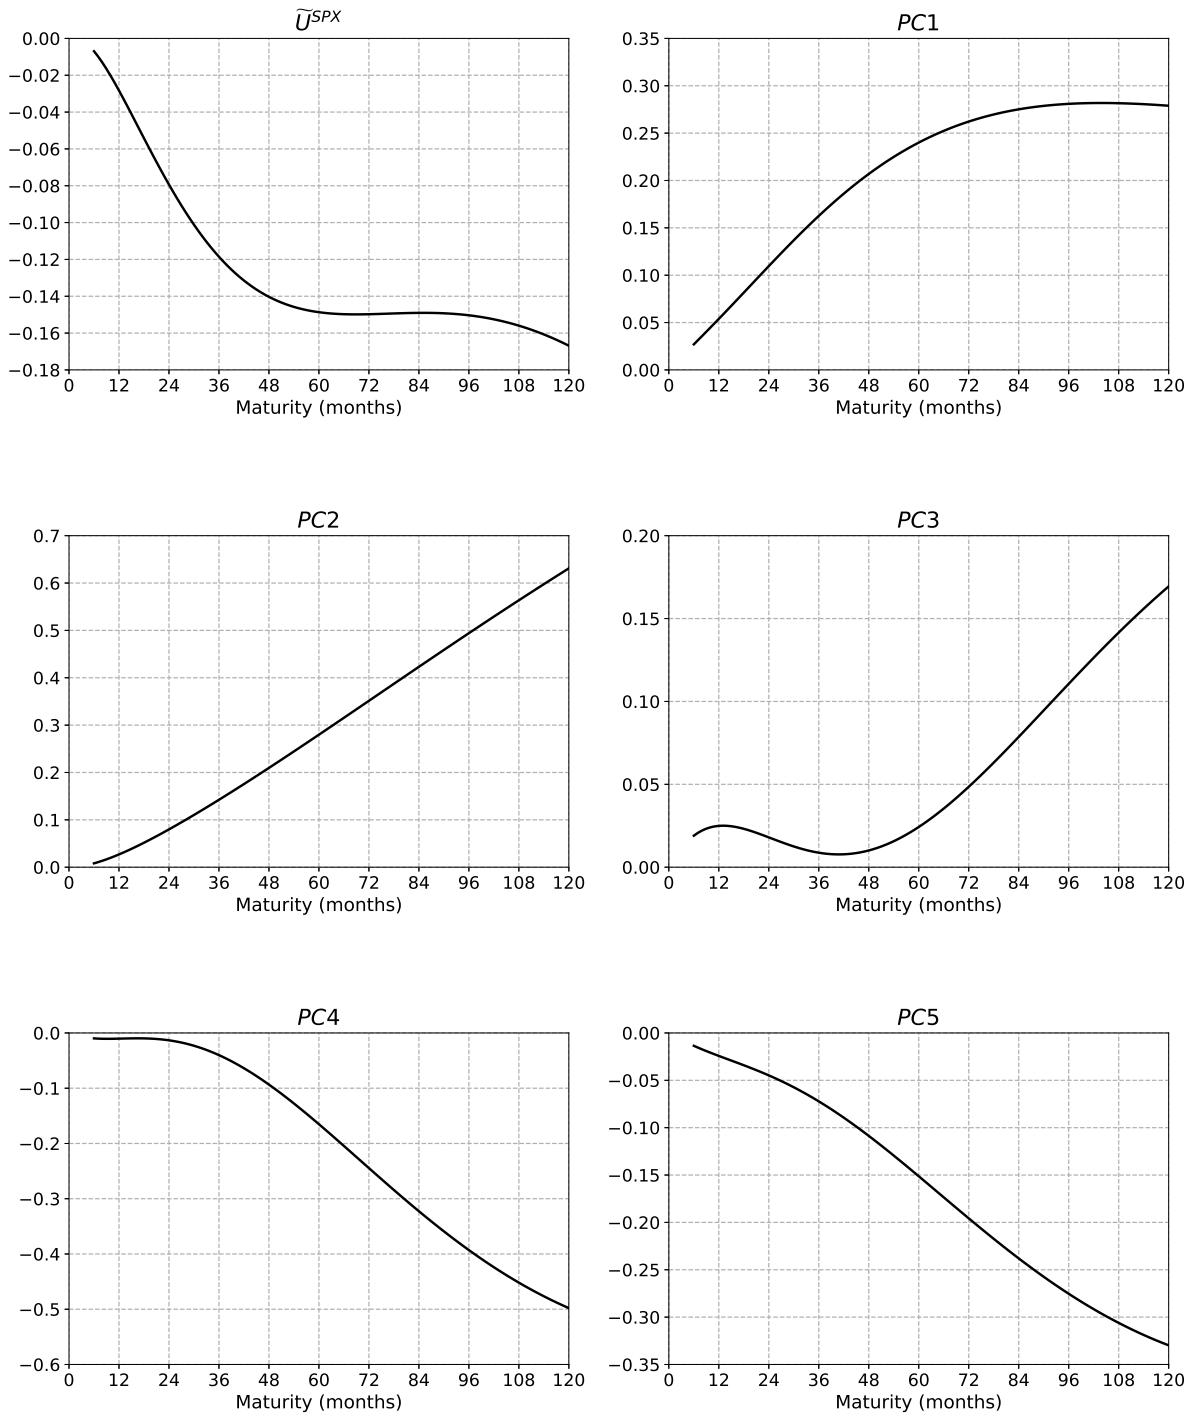 Ũ^SPX
0.00
−0.02
−0.04
−0.06
−0.08
−0.10
−0.12
−0.14
−0.16
−0.18
0 12 24 36 48 60 72 84 96 108 120
Maturity (months)
PC1
0.35
0.30
0.25
0.20
0.15
0.10
0.05
0.00
0 12 24 36 48 60 72 84 96 108 120
Maturity (months)
PC2
0.7
0.6
0.5
0.4
0.3
0.2
0.1
0.0
0 12 24 36 48 60 72 84 96 108 120
Maturity (months)
PC3
0.20
0.15
0.10
0.05
0.00
0 12 24 36 48 60 72 84 96 108 120
Maturity (months)
PC4
0.0
−0.1
−0.2
−0.3
−0.4
−0.5
−0.6
0 12 24 36 48 60 72 84 96 108 120
Maturity (months)
PC5
0.00
−0.05
−0.10
−0.15
−0.20
−0.25
−0.30
−0.35
0 12 24 36 48 60 72 84 96 108 120
Maturity (months)